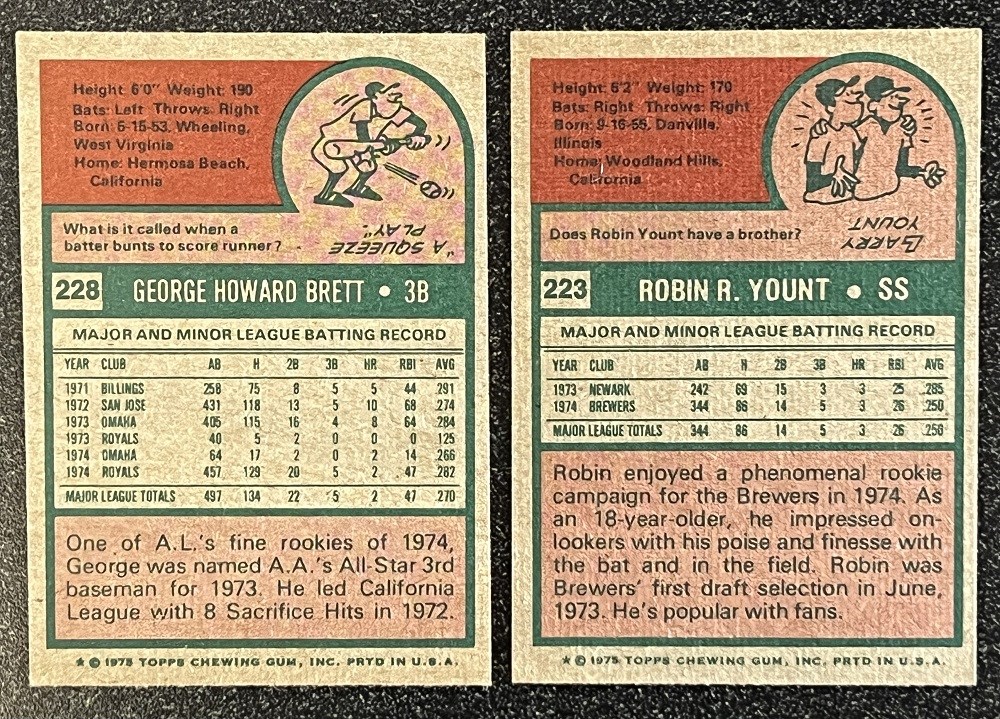 Height: 6'0" Weight: 190
Bats: Left Throws: Right
Born: 5-15-53, Wheeling,
West Virginia
Home: Hermosa Beach,
California
What is it called when a
batter bunts to score runner?
"A SQUEEZE
PLAY".
228 GEORGE HOWARD BRETT • 3B
MAJOR AND MINOR LEAGUE BATTING RECORD
YEAR CLUB AB H 2B 3B HR RBI AVG
1971 BILLINGS 258 75 8 5 5 44 .291
1972 SAN JOSE 431 118 13 5 10 68 .274
1973 OMAHA 405 115 16 4 8 64 .284
1973 ROYALS 40 5 2 0 0 0 .125
1974 OMAHA 64 17 2 0 2 14 .266
1974 ROYALS 457 129 20 5 2 47 .282
MAJOR LEAGUE TOTALS 497 134 22 5 2 47 .270
One of A.L.'s fine rookies of 1974,
George was named A.A.'s All-Star 3rd
baseman for 1973. He led California
League with 8 Sacrifice Hits in 1972.
★ © 1975 TOPPS CHEWING GUM, INC. PRTD IN U.S.A.
Height: 6'2" Weight: 170
Bats: Right Throws: Right
Born: 9-16-55, Danville,
Illinois
Home: Woodland Hills,
California
Does Robin Yount have a brother?
LARRY
YOUNT
223 ROBIN R. YOUNT • SS
MAJOR AND MINOR LEAGUE BATTING RECORD
YEAR CLUB AB H 2B 3B HR RBI AVG
1973 NEWARK 242 69 15 3 3 25 .285
1974 BREWERS 344 86 14 5 3 26 .250
MAJOR LEAGUE TOTALS 344 86 14 5 3 26 .250
Robin enjoyed a phenomenal rookie
campaign for the Brewers in 1974. As
an 18-year-older, he impressed on-
lookers with his poise and finesse with
the bat and in the field. Robin was
Brewers' first draft selection in June,
1973. He's popular with fans.
★ © 1975 TOPPS CHEWING GUM, INC. PRTD IN U.S.A.